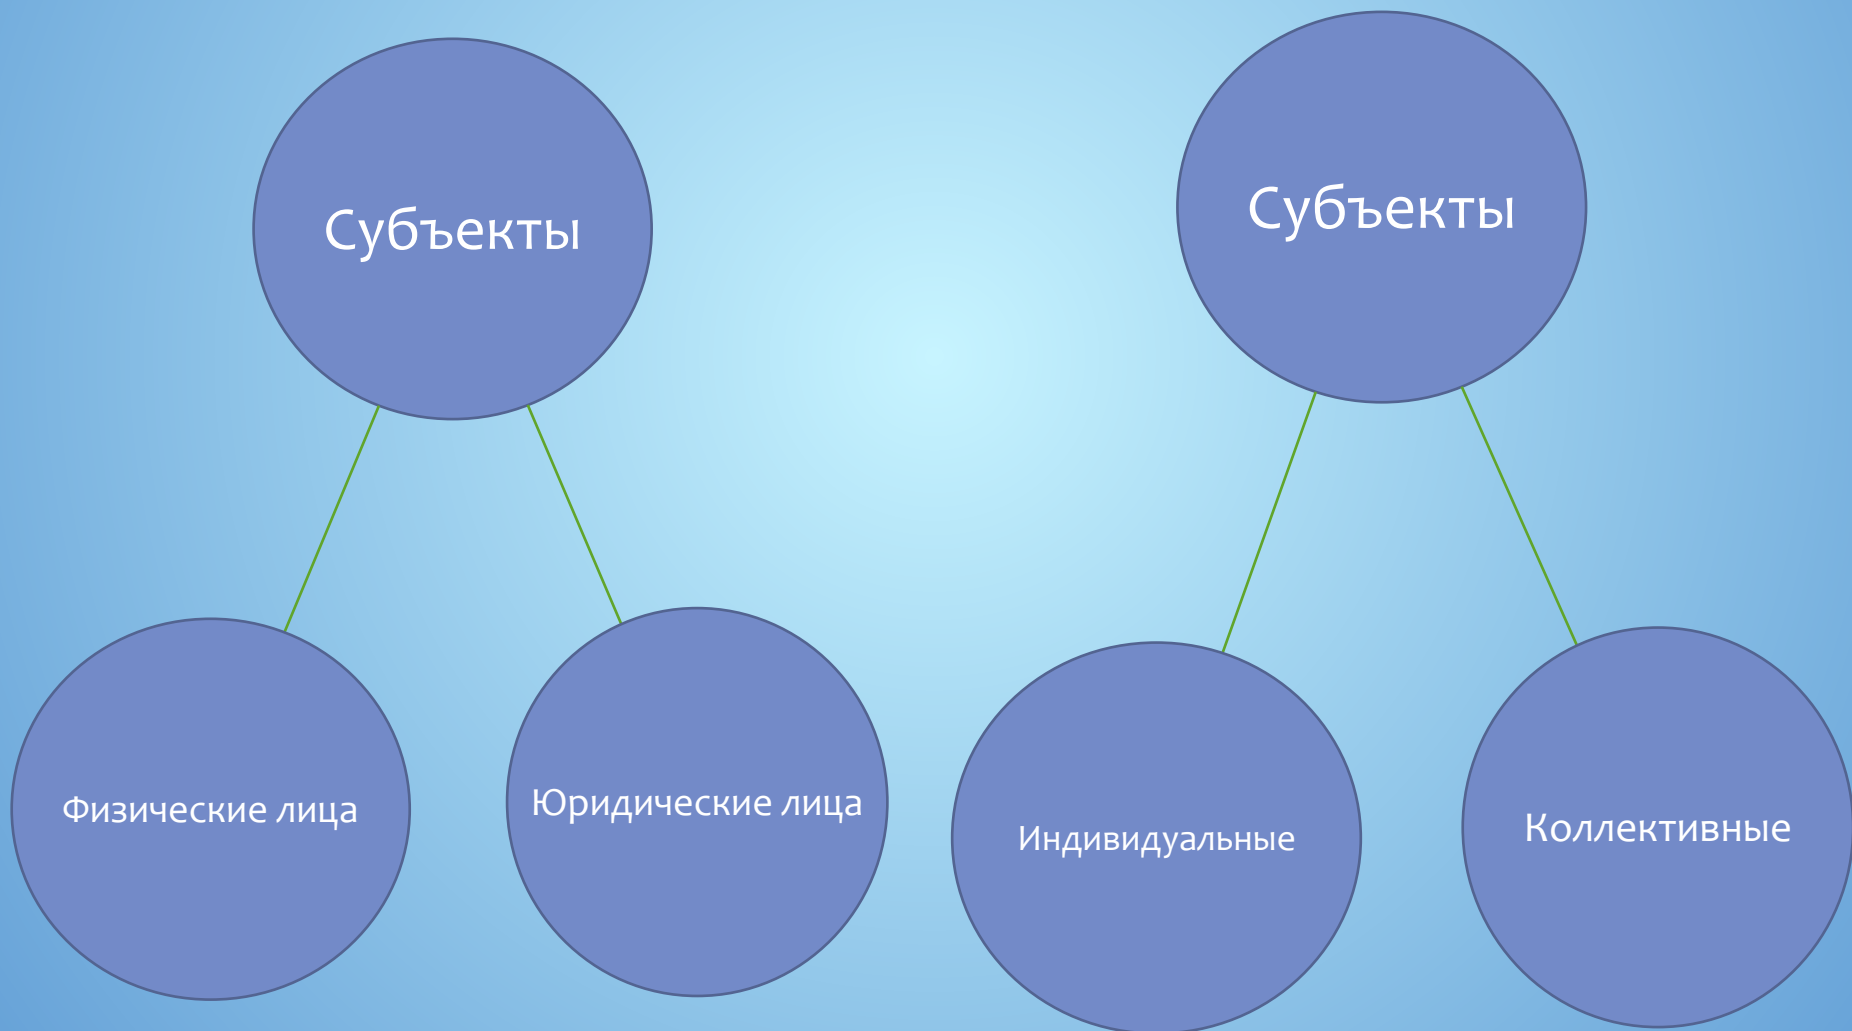 Субъекты
Субъекты
Физические лица
Юридические лица
Индивидуальные
Коллективные